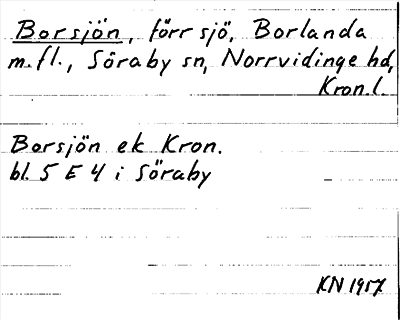 Borsjön, förr sjö, Borlanda
m.fl., Söraby sn, Norrvidinge hd,
Kron.l.
Borsjön ek Kron.
bl. 5 E 4 i Söraby
KN 1957